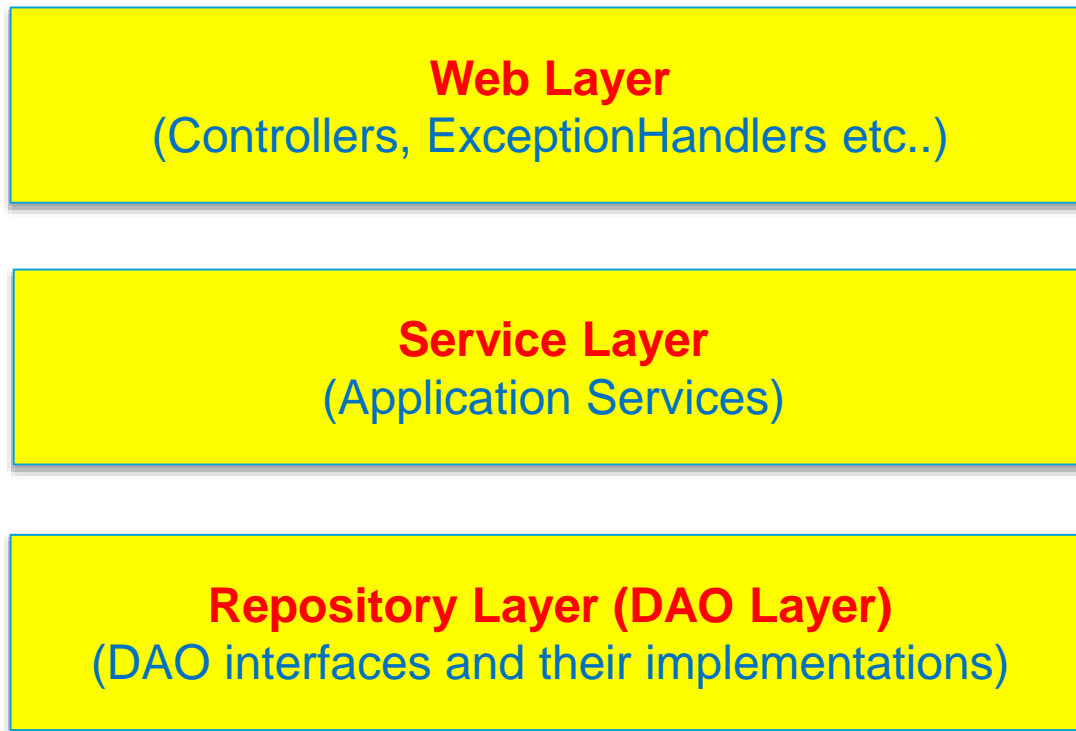 Web Layer
(Controllers, ExceptionHandlers etc..)
Service Layer
(Application Services)
Repository Layer (DAO Layer)
(DAO interfaces and their implementations)